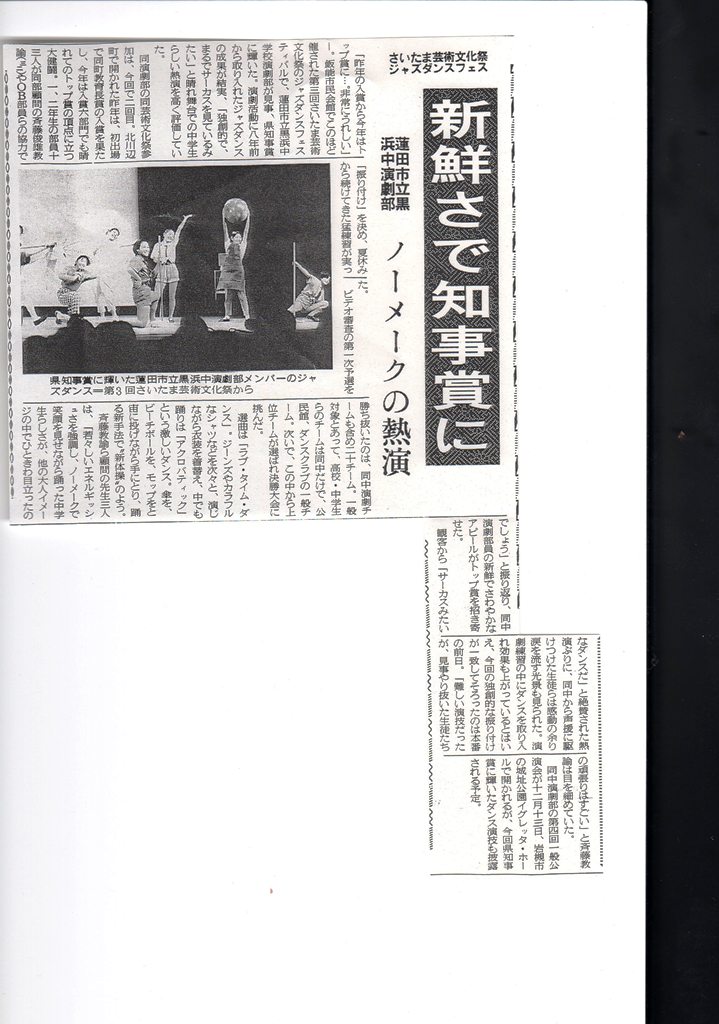 さいたま芸術文化祭
ジャズダンスフェス
新鮮さで知事賞に
蓮田市立黒
浜中演劇部
ノーメークの熱演
「昨年の入賞から今年はト
ップ賞に…非常にうれしい」
ー。飯能市民会館でこのほど
催された第三回さいたま芸術
文化祭のジャズダンスフェス
ティバルで、蓮田市立黒浜中
学校演劇部が見事、県知事賞
に輝いた。演劇活動に八年前
から取り入れたジャズダンス
の成果が結実、「独創的で、
まるでサーカスを見ているみ
たい」と晴れ舞台での中学生
らしい熱演を高く評価してい
た。
同演劇部の同芸術文化祭参
加は、今回で二回目。北川辺
町で開かれた昨年は、初出場
で同町教育長賞の入賞を果た
し、今年は入賞六部門でも晴
れてのトップ賞の頂点に立つ
大健闘。一、二年生の部員十
三人が同部顧問の斉藤俊雄教
諭やOB部員らの協力で
「振り付け」を決め、夏休み
から続けてきた猛練習が実っ
た。
ビデオ審査の第一次予選を
県知事賞に輝いた蓮田市立黒浜中演劇部メンバーのジャ
ズダンス=第3回さいたま芸術文化祭から
勝ち抜いたのは、同中演劇チ
ームも含め二十チーム。一般
対象とあって、高校・中学生
らのチームは同中だけで、公
民館、ダンスクラブの一般チ
ーム。次いで、この中から上
位チームが選ばれ決勝大会に
挑んだ。
選曲は「ラブ・タイム・ダ
ンス」。ジーンズやカラフル
なシャツなどを次々と、演じ
ながら衣装を着替え、中でも
踊りは「アクロバティック」
という激しいダンス。傘を、
ビーチボールを、モップをと
宙に投げながら手にとり、踊
る新手法で〝新体操〟のよう。
斉藤教諭ら顧問の先生三人
は、「若々しいエネルギッシ
ュさを強調し、ノーメークで
笑顔を見せながら踊った中学
生らしさが、他の大人イメー
ジの中でひときわ目立ったの
でしょう」と振り返り、同中
演劇部員の新鮮でさわやかな
アピールがトップ賞を招き寄
せた。
観客から「サーカスみたい
なダンスだ」と絶賛された熱
演ぶりに、同中から声援に駆
けつけた生徒らは感動の余り
涙を流す光景も見られた。演
劇練習の中にダンスを取り入
れ効果も上がっているとはい
え、今回の独創的な振り付け
が一致してそろったのは本番
の前日。「難しい演技だった
が、見事やり抜いた生徒たち
の頑張りはすごい」と斉藤教
諭は目を細めていた。
同中演劇部の第四回一般公
演会が十二月十三日、岩槻市
の城址公園イグレッタ・ホー
ルで開かれるが、今回県知事
賞に輝いたダンス演技も披露
される予定。